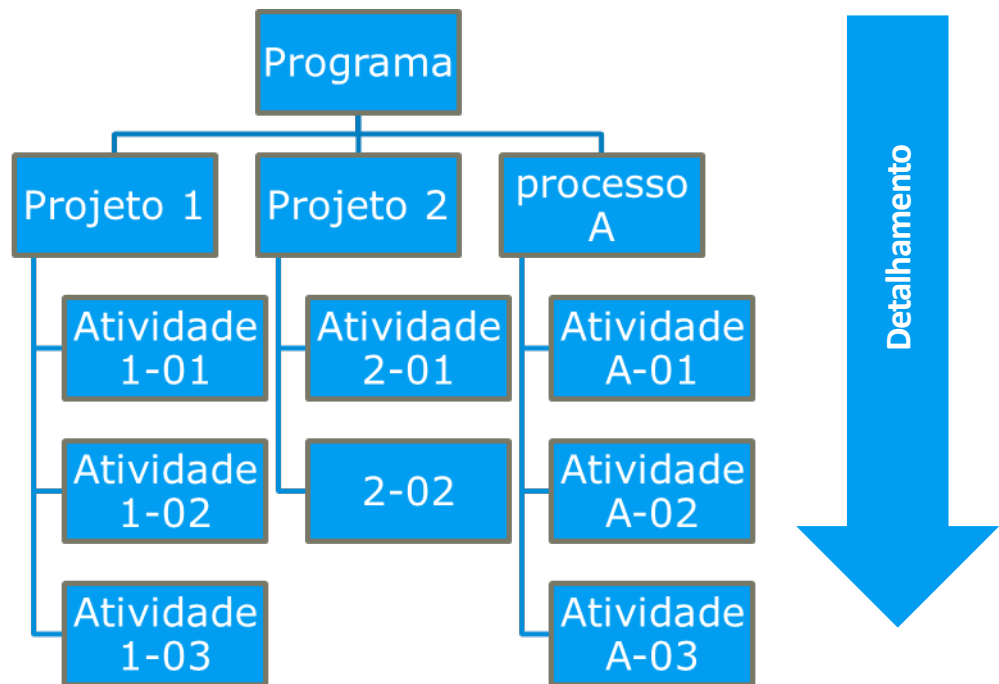 Programa
Projeto 1
Projeto 2
processo
A
Atividade
1-01
Atividade
2-01
Atividade
A-01
Atividade
1-02
2-02
Atividade
A-02
Atividade
1-03
Atividade
A-03
Detalhamento